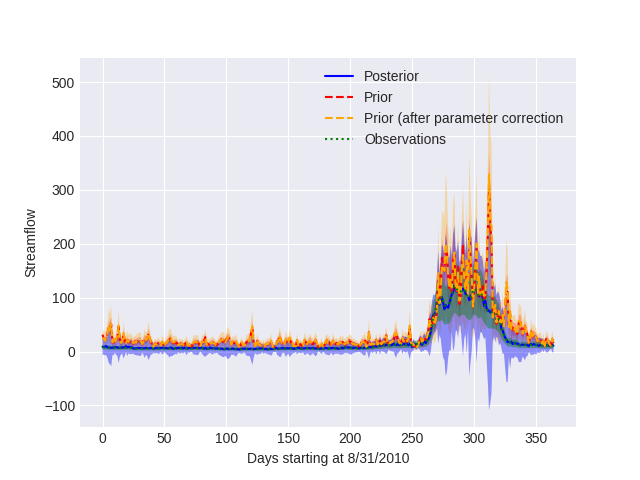 Posterior
Prior
Prior (after parameter correction
Observations
500
400
300
200
100
0
−100
Streamflow
0 50 100 150 200 250 300 350
Days starting at 8/31/2010